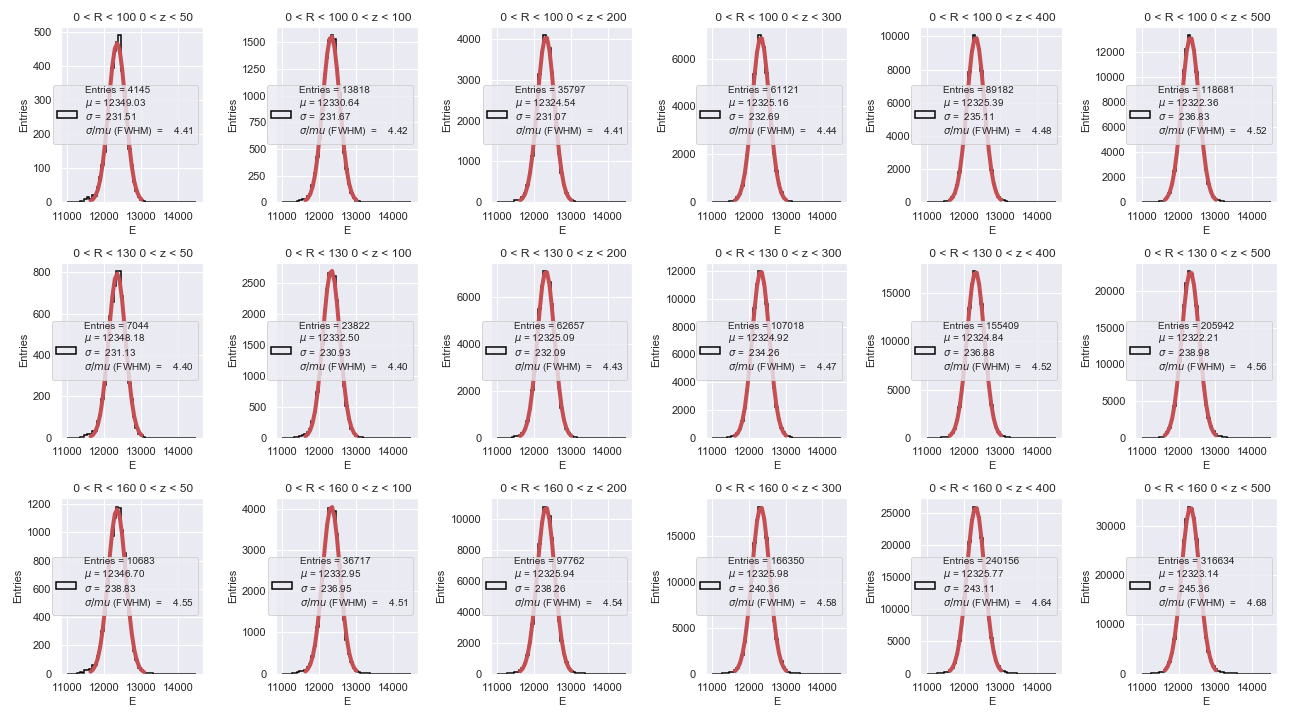 0 < R < 100 0 < z < 50
500
400
300
200
100
0
Entries
Entries = 4145
μ = 12349.03
σ = 231.51
σ/mu (FWHM) = 4.41
11000 12000 13000 14000
E
0 < R < 100 0 < z < 100
1500
1250
1000
750
500
250
0
Entries
Entries = 13818
μ = 12330.64
σ = 231.67
σ/mu (FWHM) = 4.42
11000 12000 13000 14000
E
0 < R < 100 0 < z < 200
4000
3000
2000
1000
0
Entries
Entries = 35797
μ = 12324.54
σ = 231.07
σ/mu (FWHM) = 4.41
11000 12000 13000 14000
E
0 < R < 100 0 < z < 300
6000
4000
2000
0
Entries
Entries = 61121
μ = 12325.16
σ = 232.69
σ/mu (FWHM) = 4.44
11000 12000 13000 14000
E
0 < R < 100 0 < z < 400
10000
8000
6000
4000
2000
0
Entries
Entries = 89182
μ = 12325.39
σ = 235.11
σ/mu (FWHM) = 4.48
11000 12000 13000 14000
E
0 < R < 100 0 < z < 500
12000
10000
8000
6000
4000
2000
0
Entries
Entries = 118681
μ = 12322.36
σ = 236.83
σ/mu (FWHM) = 4.52
11000 12000 13000 14000
E
0 < R < 130 0 < z < 50
800
600
400
200
0
Entries
Entries = 7044
μ = 12348.18
σ = 231.13
σ/mu (FWHM) = 4.40
11000 12000 13000 14000
E
0 < R < 130 0 < z < 100
2500
2000
1500
1000
500
0
Entries
Entries = 23822
μ = 12332.50
σ = 230.93
σ/mu (FWHM) = 4.40
11000 12000 13000 14000
E
0 < R < 130 0 < z < 200
6000
4000
2000
0
Entries
Entries = 62657
μ = 12325.09
σ = 232.09
σ/mu (FWHM) = 4.43
11000 12000 13000 14000
E
0 < R < 130 0 < z < 300
12000
10000
8000
6000
4000
2000
0
Entries
Entries = 107018
μ = 12324.92
σ = 234.26
σ/mu (FWHM) = 4.47
11000 12000 13000 14000
E
0 < R < 130 0 < z < 400
15000
10000
5000
0
Entries
Entries = 155409
μ = 12324.84
σ = 236.88
σ/mu (FWHM) = 4.52
11000 12000 13000 14000
E
0 < R < 130 0 < z < 500
20000
15000
10000
5000
0
Entries
Entries = 205942
μ = 12322.21
σ = 238.98
σ/mu (FWHM) = 4.56
11000 12000 13000 14000
E
0 < R < 160 0 < z < 50
1200
1000
800
600
400
200
0
Entries
Entries = 10683
μ = 12346.70
σ = 238.83
σ/mu (FWHM) = 4.55
11000 12000 13000 14000
E
0 < R < 160 0 < z < 100
4000
3000
2000
1000
0
Entries
Entries = 36717
μ = 12332.95
σ = 236.95
σ/mu (FWHM) = 4.51
11000 12000 13000 14000
E
0 < R < 160 0 < z < 200
10000
8000
6000
4000
2000
0
Entries
Entries = 97762
μ = 12325.94
σ = 238.26
σ/mu (FWHM) = 4.54
11000 12000 13000 14000
E
0 < R < 160 0 < z < 300
15000
10000
5000
0
Entries
Entries = 166350
μ = 12325.98
σ = 240.36
σ/mu (FWHM) = 4.58
11000 12000 13000 14000
E
0 < R < 160 0 < z < 400
25000
20000
15000
10000
5000
0
Entries
Entries = 240156
μ = 12325.77
σ = 243.11
σ/mu (FWHM) = 4.64
11000 12000 13000 14000
E
0 < R < 160 0 < z < 500
30000
20000
10000
0
Entries
Entries = 316634
μ = 12323.14
σ = 245.36
σ/mu (FWHM) = 4.68
11000 12000 13000 14000
E